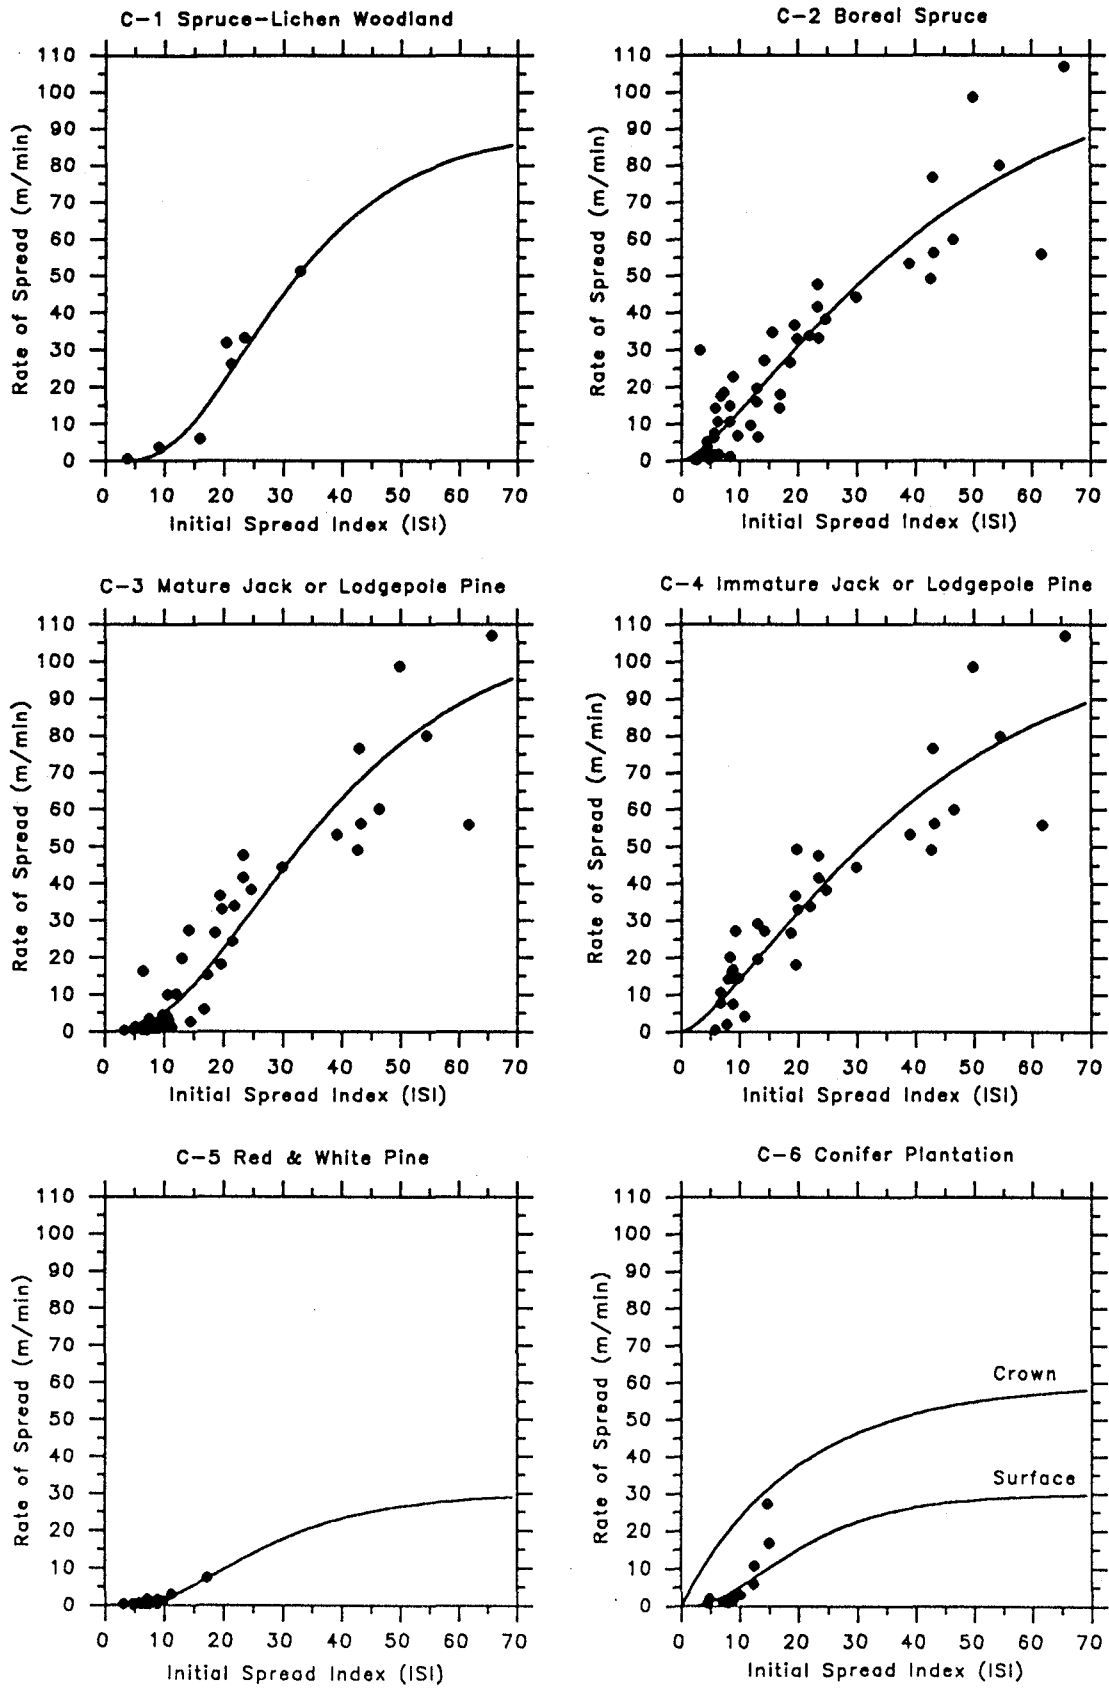 C-1 Spruce-Lichen Woodland
110
100
90
80
70
60
50
40
30
20
10
0
Rate of Spread (m/min)
0 10 20 30 40 50 60 70
Initial Spread Index (ISI)
C-2 Boreal Spruce
110
100
90
80
70
60
50
40
30
20
10
0
Rate of Spread (m/min)
0 10 20 30 40 50 60 70
Initial Spread Index (ISI)
C-3 Mature Jack or Lodgepole Pine
110
100
90
80
70
60
50
40
30
20
10
0
Rate of Spread (m/min)
0 10 20 30 40 50 60 70
Initial Spread Index (ISI)
C-4 Immature Jack or Lodgepole Pine
110
100
90
80
70
60
50
40
30
20
10
0
Rate of Spread (m/min)
0 10 20 30 40 50 60 70
Initial Spread Index (ISI)
C-5 Red & White Pine
110
100
90
80
70
60
50
40
30
20
10
0
Rate of Spread (m/min)
0 10 20 30 40 50 60 70
Initial Spread Index (ISI)
C-6 Conifer Plantation
110
100
90
80
70
60
50
40
30
20
10
0
Rate of Spread (m/min)
Crown
Surface
0 10 20 30 40 50 60 70
Initial Spread Index (ISI)